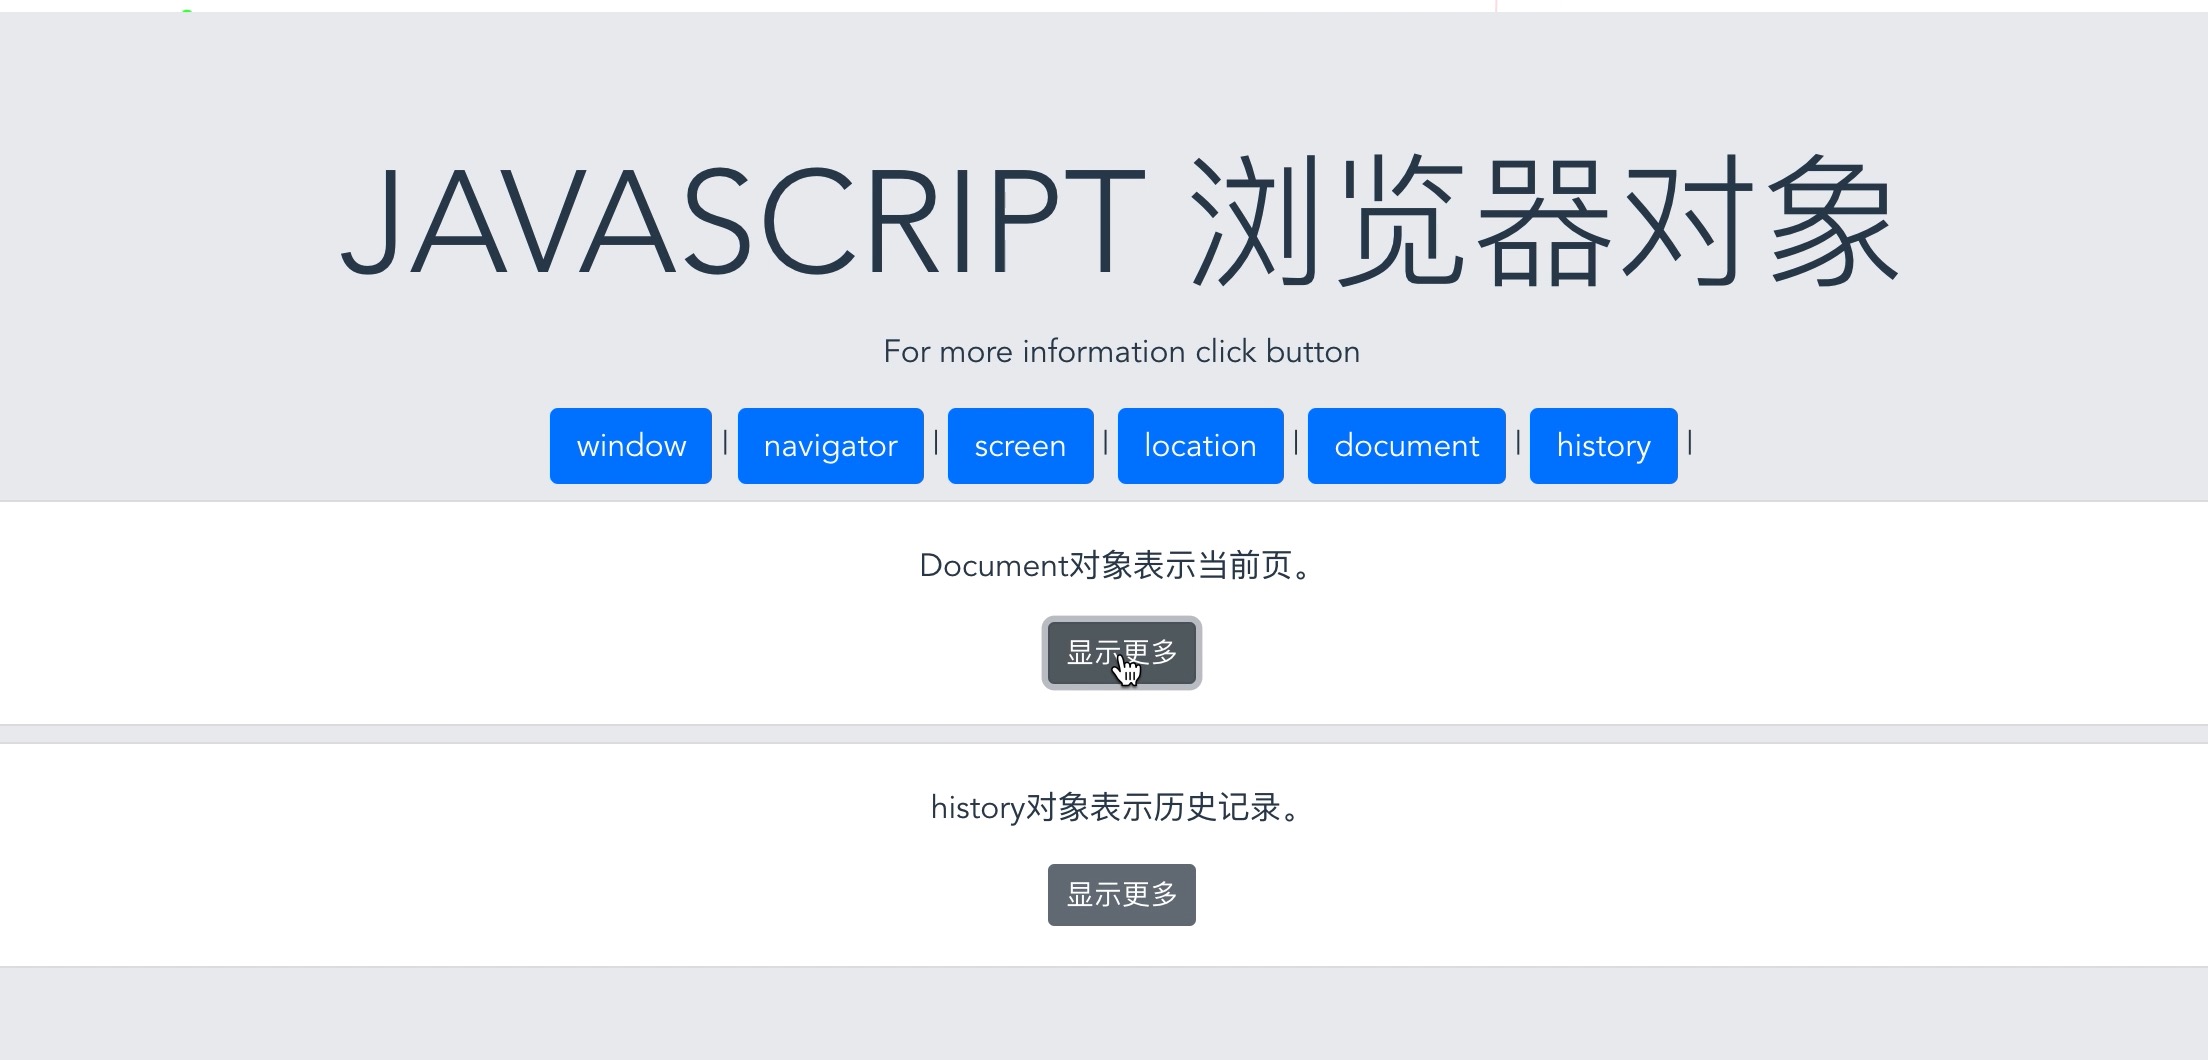 JAVASCRIPT 浏览器对象
For more information click button
window | navigator | screen | location | document | history |
Document对象表示当前页。
显示更多
history对象表示历史记录。
显示更多